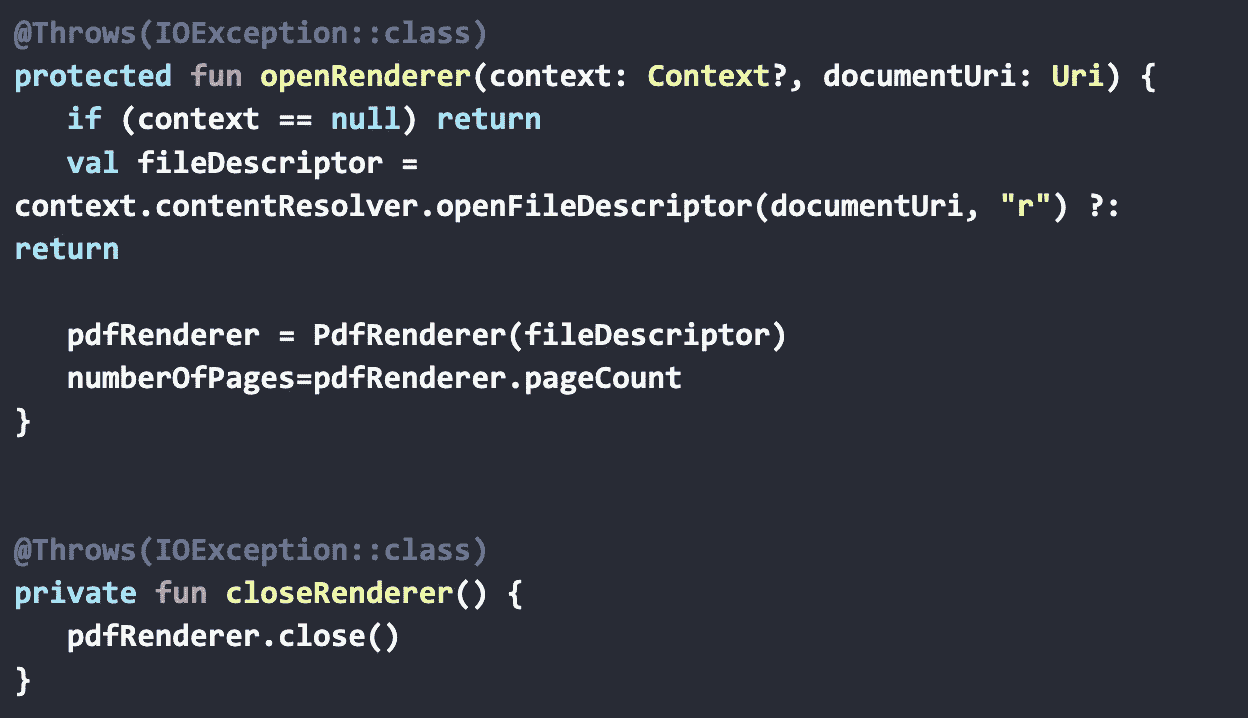 @Throws(IOException::class)
protected fun openRenderer(context: Context?, documentUri: Uri) {
   if (context == null) return
   val fileDescriptor =
context.contentResolver.openFileDescriptor(documentUri, "r") ?:
return

   pdfRenderer = PdfRenderer(fileDescriptor)
   numberOfPages=pdfRenderer.pageCount
}

@Throws(IOException::class)
private fun closeRenderer() {
   pdfRenderer.close()
}